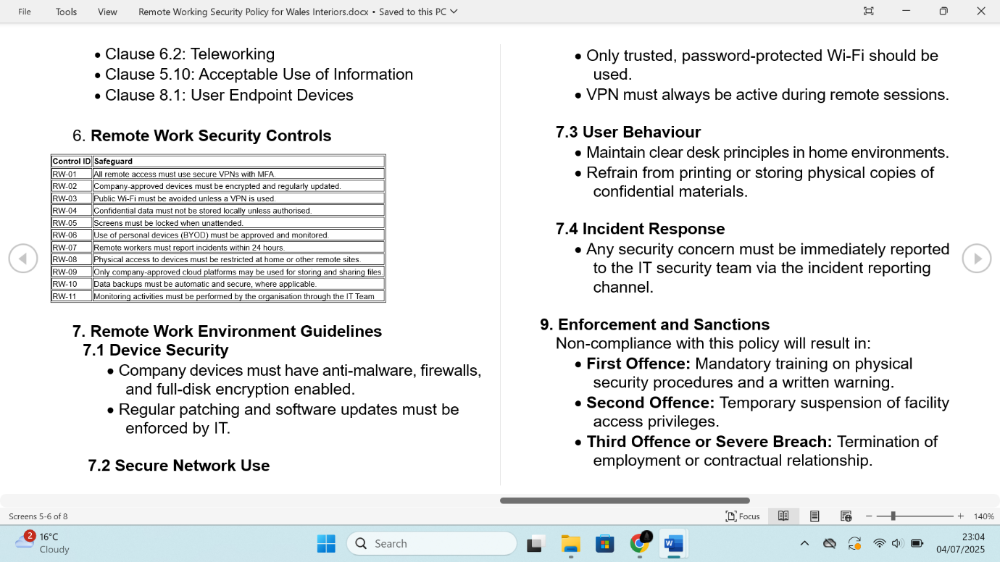 File Tools View Remote Working Security Policy for Wales Interiors.docx • Saved to this PC
• Clause 6.2: Teleworking
• Clause 5.10: Acceptable Use of Information
• Clause 8.1: User Endpoint Devices
6. Remote Work Security Controls
Control ID Safeguard
RW-01 All remote access must use secure VPNs with MFA.
RW-02 Company-approved devices must be encrypted and regularly updated.
RW-03 Public Wi-Fi must be avoided unless a VPN is used.
RW-04 Confidential data must not be stored locally unless authorised.
RW-05 Screens must be locked when unattended.
RW-06 Use of personal devices (BYOD) must be approved and monitored.
RW-07 Remote workers must report incidents within 24 hours.
RW-08 Physical access to devices must be restricted at home or other remote sites.
RW-09 Only company-approved cloud platforms may be used for storing and sharing files.
RW-10 Data backups must be automatic and secure, where applicable.
RW-11 Monitoring activities must be performed by the organisation through the IT Team
7. Remote Work Environment Guidelines
7.1 Device Security
• Company devices must have anti-malware, firewalls,
and full-disk encryption enabled.
• Regular patching and software updates must be
enforced by IT.
7.2 Secure Network Use
• Only trusted, password-protected Wi-Fi should be
used.
• VPN must always be active during remote sessions.
7.3 User Behaviour
• Maintain clear desk principles in home environments.
• Refrain from printing or storing physical copies of
confidential materials.
7.4 Incident Response
• Any security concern must be immediately reported
to the IT security team via the incident reporting
channel.
9. Enforcement and Sanctions
Non-compliance with this policy will result in:
• First Offence: Mandatory training on physical
security procedures and a written warning.
• Second Offence: Temporary suspension of facility
access privileges.
• Third Offence or Severe Breach: Termination of
employment or contractual relationship.
Screens 5-6 of 8 Focus 140%
2 16°C
Cloudy
Search
23:04
04/07/2025